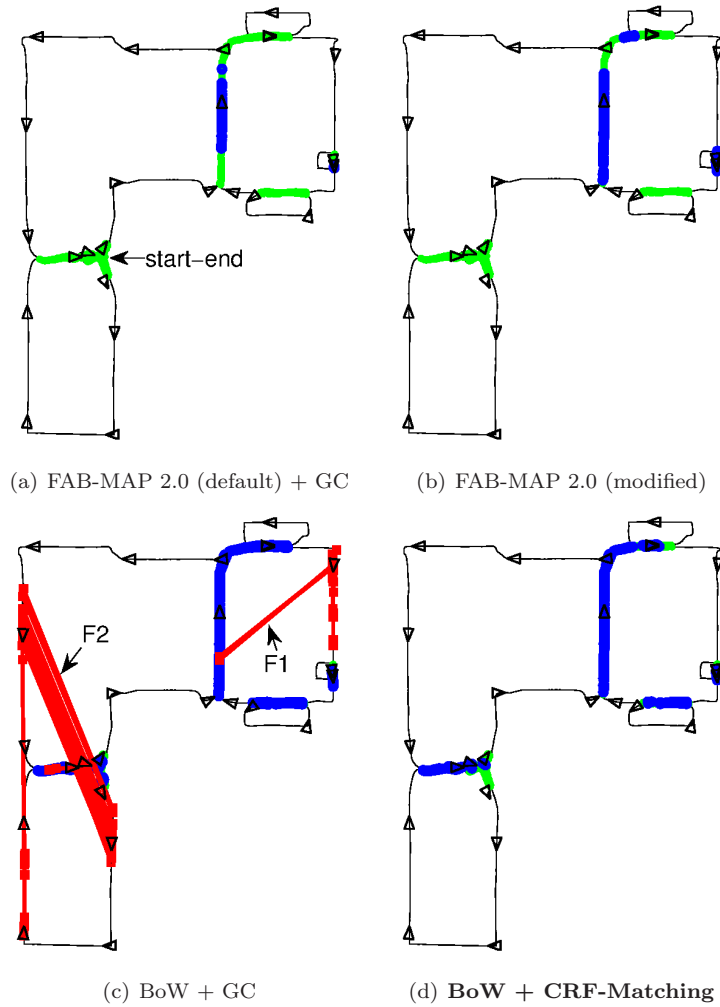 start-end
(a) FAB-MAP 2.0 (default) + GC
(b) FAB-MAP 2.0 (modified)
F2
F1
(c) BoW + GC
(d) BoW + CRF-Matching